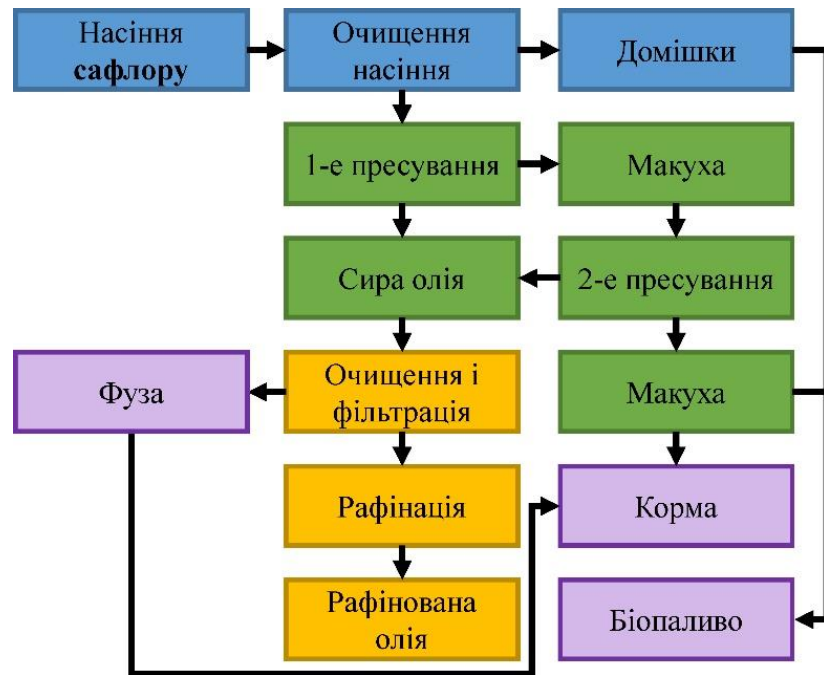 Насіння
сафлору
Очищення
насіння
Домішки
1-е пресування
Макуха
Сира олія
2-е пресування
Фуза
Очищення і
фільтрація
Макуха
Рафінація
Корма
Рафінована
олія
Біопаливо